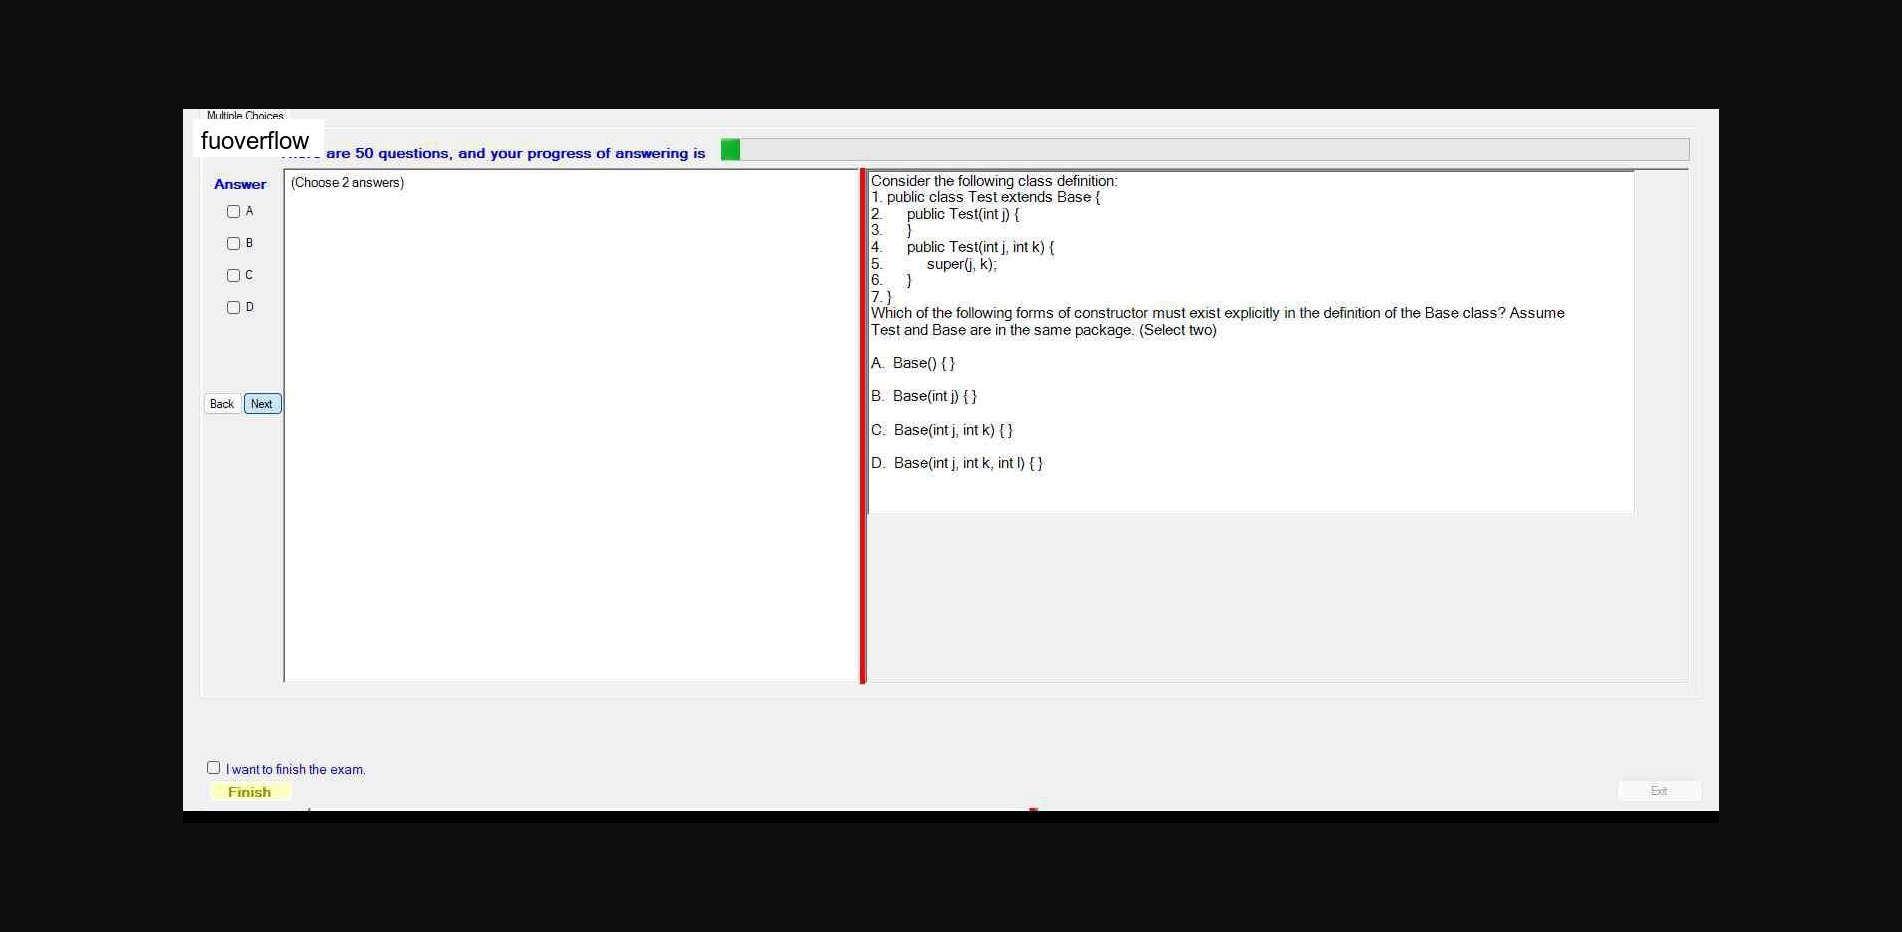 Multiple Choices
fuoverflow
are 50 questions, and your progress of answering is
Answer
(Choose 2 answers)
A
B
C
D
Back
Next
Consider the following class definition:
1. public class Test extends Base {
2. public Test(int j) {
3. }
4. public Test(int j, int k) {
5. super(j, k);
6. }
7. }
Which of the following forms of constructor must exist explicitly in the definition of the Base class? Assume
Test and Base are in the same package. (Select two)
A. Base() { }
B. Base(int j) { }
C. Base(int j, int k) { }
D. Base(int j, int k, int l) { }
I want to finish the exam.
Finish
Exit